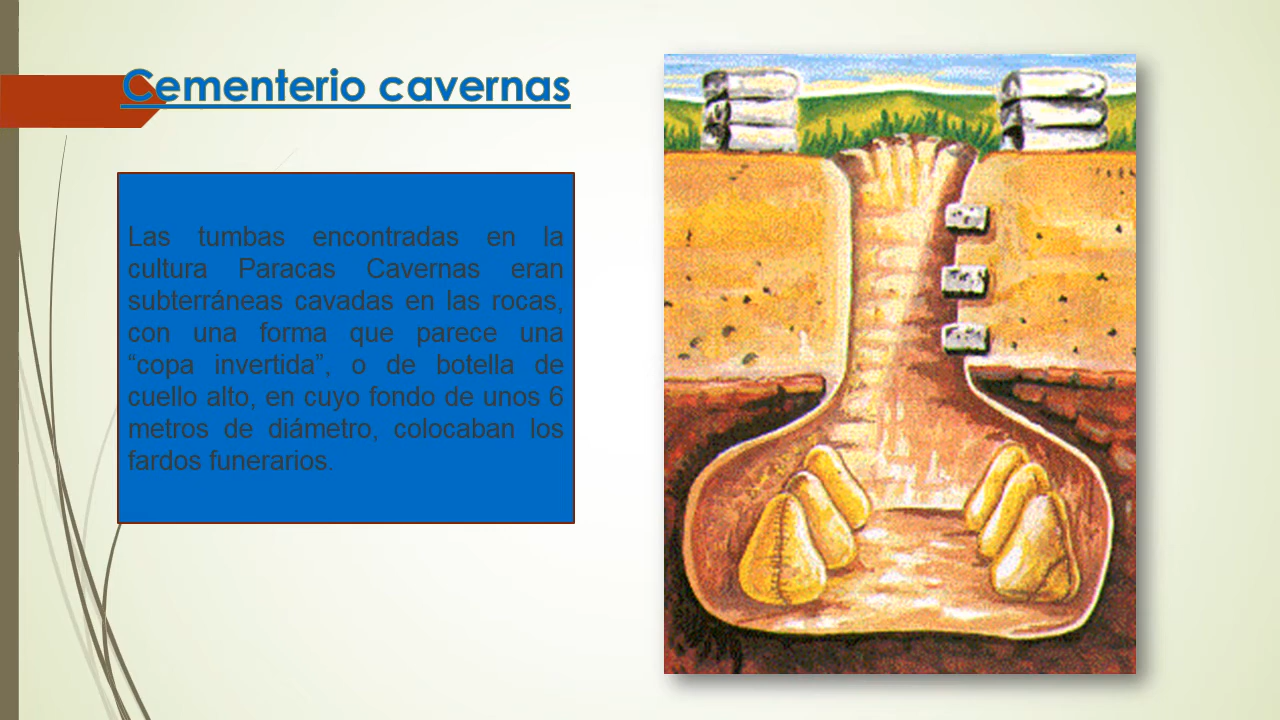 Cementerio cavernas
Las tumbas encontradas en la
cultura Paracas Cavernas eran
subterráneas cavadas en las rocas,
con una forma que parece una
“copa invertida”, o de botella de
cuello alto, en cuyo fondo de unos 6
metros de diámetro, colocaban los
fardos funerarios.